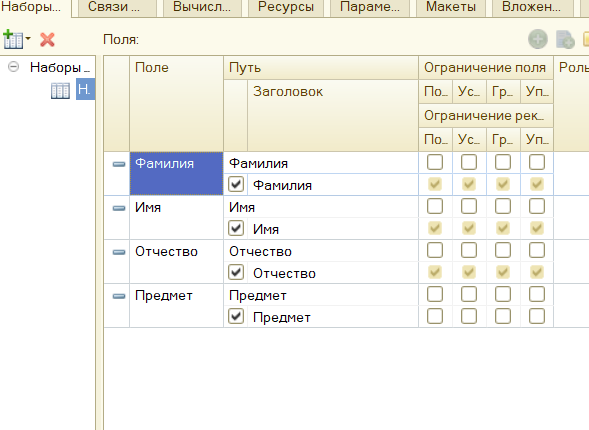 Наборы... Связи ... Вычисл... Ресурсы Параме... Макеты Вложен...
Поля:
Наборы ...
Н.
Поле Путь Ограничение поля Роль
Заголовок По... Ус... Гр... Уп...
Ограничение рек...
По... Ус... Гр... Уп...
Фамилия Фамилия
Фамилия
Имя Имя
Имя
Отчество Отчество
Отчество
Предмет Предмет
Предмет